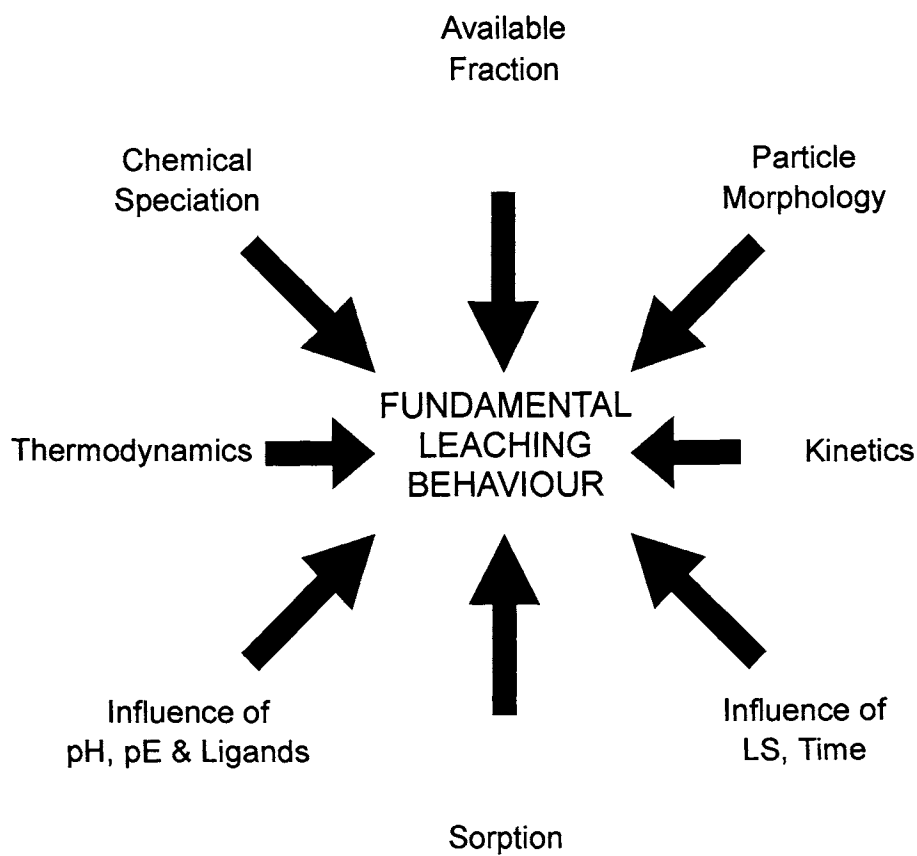 Available
Fraction
Chemical
Speciation
Particle
Morphology
FUNDAMENTAL
LEACHING
BEHAVIOUR
Thermodynamics
Kinetics
Influence of
pH, pE & Ligands
Influence of
LS, Time
Sorption